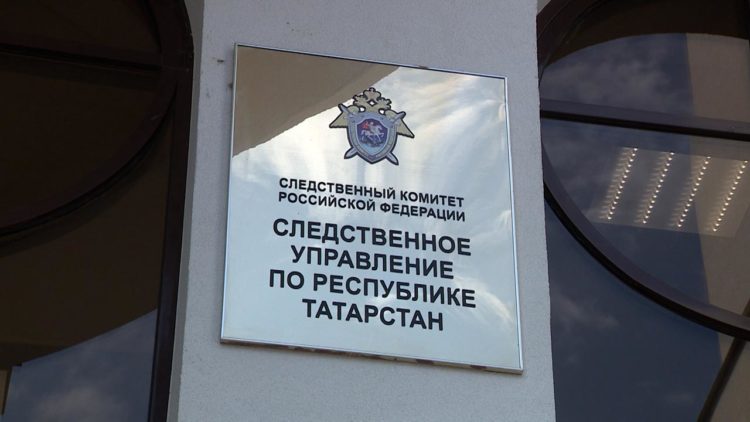 СЛЕДСТВЕННЫЙ КОМИТЕТ
РОССИЙСКОЙ ФЕДЕРАЦИИ
СЛЕДСТВЕННОЕ
УПРАВЛЕНИЕ
ПО РЕСПУБЛИКЕ
ТАТАРСТАН